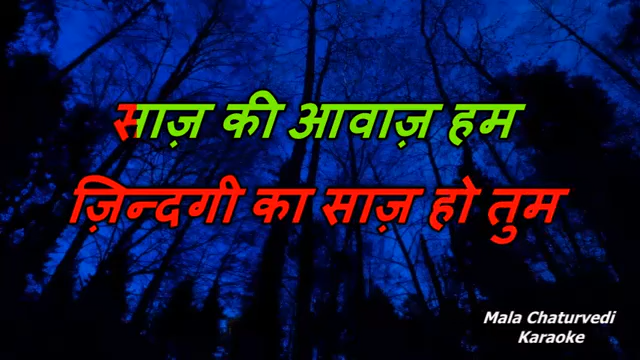 साज़ की आवाज़ हम
ज़िन्दगी का साज़ हो तुम
Mala Chaturvedi
Karaoke